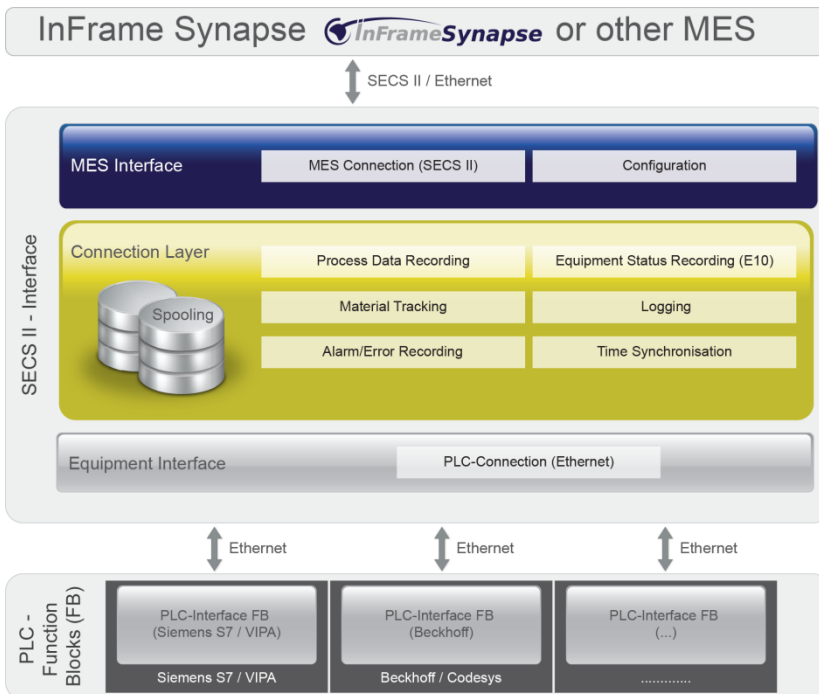 InFrame Synapse InFrameSynapse or other MES
SECS II / Ethernet
SECS II - Interface
MES Interface
MES Connection (SECS II)
Configuration
Connection Layer
Spooling
Process Data Recording
Equipment Status Recording (E10)
Material Tracking
Logging
Alarm/Error Recording
Time Synchronisation
Equipment Interface
PLC-Connection (Ethernet)
Ethernet
Ethernet
Ethernet
PLC -
Function
Blocks (FB)
PLC-Interface FB
(Siemens S7 / VIPA)
Siemens S7 / VIPA
PLC-Interface FB
(Beckhoff)
Beckhoff / Codesys
PLC-Interface FB
(...)
.............